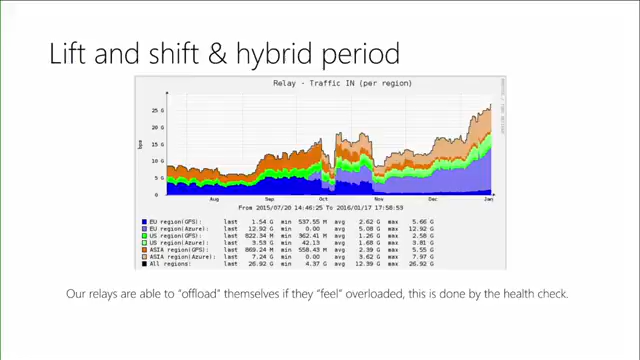 Lift and shift & hybrid period
Relay - Traffic IN (per region)
bps
25 G
20 G
15 G
10 G
5 G
0
Aug Sep Oct Nov Dec Jan
From 2015/07/20 14:46:25 To 2016/01/17 17:58:53
EU region(GFS): last 1.54 G min 537.55 M avg 2.62 G max 5.66 G
EU region(Azure): last 12.92 G min 0.00 avg 5.08 G max 12.92 G
US region(GFS): last 822.34 M min 362.41 M avg 1.26 G max 2.58 G
US region(Azure): last 3.53 G min 42.13 avg 1.68 G max 3.81 G
ASIA region(GFS): last 869.24 M min 558.43 M avg 2.39 G max 5.55 G
ASIA region(Azure): last 7.24 G min 0.00 avg 3.62 G max 7.97 G
All regions: last 26.92 G min 4.37 G avg 12.39 G max 26.92 G
Our relays are able to “offload” themselves if they “feel” overloaded, this is done by the health check.